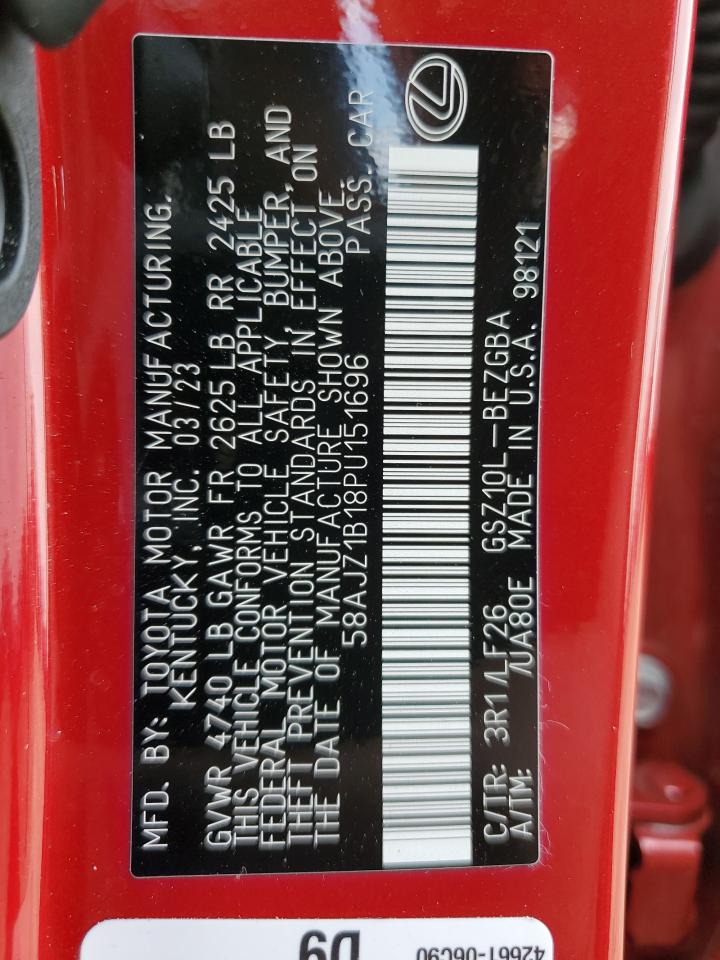 MFD. BY: TOYOTA MOTOR MANUFACTURING,
KENTUCKY, INC. 03/23
GVWR 4740 LB GAWR FR 2625 LB RR 2425 LB
THIS VEHICLE CONFORMS TO ALL APPLICABLE
FEDERAL MOTOR VEHICLE SAFETY, BUMPER, AND
THEFT PREVENTION STANDARDS IN EFFECT ON
THE DATE OF MANUFACTURE SHOWN ABOVE.
58AJZ1B18PU151696 PASS. CAR
C/TR: 3R1/LF26 GSZ10L-BEZGBA
A/TM: /UA80E MADE IN U.S.A. 98121
42661-06C90
D9